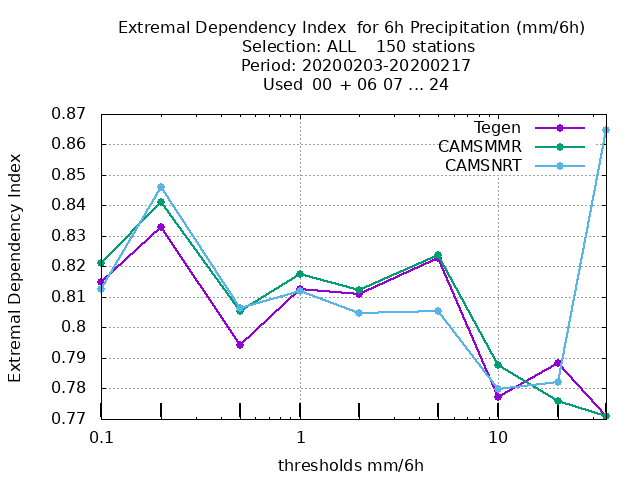 Extremal Dependency Index  for 6h Precipitation (mm/6h)
Selection: ALL    150 stations
Period: 20200203-20200217
Used  00 + 06 07 ... 24
Extremal Dependency Index
0.87
0.86
0.85
0.84
0.83
0.82
0.81
0.8
0.79
0.78
0.77
Tegen
CAMSMMR
CAMSNRT
0.1 1 10
thresholds mm/6h